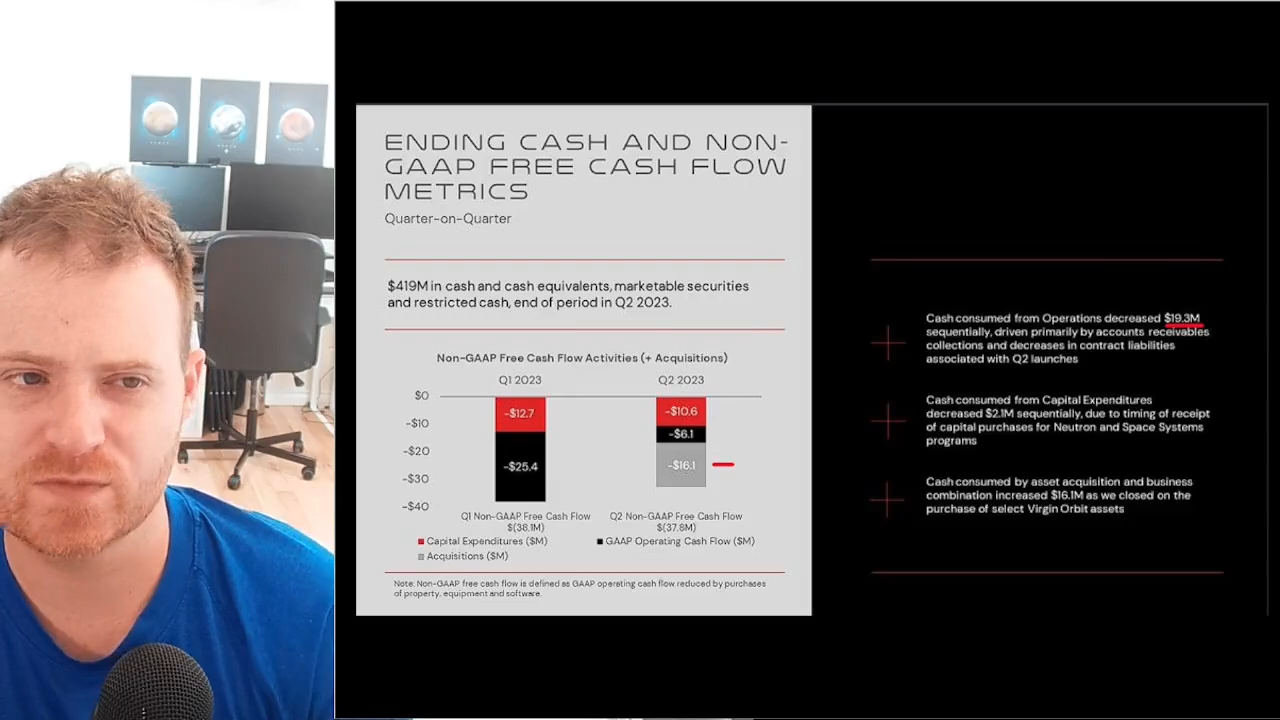 ENDING CASH AND NON-
GAAP FREE CASH FLOW
METRICS
Quarter-on-Quarter
$419M in cash and cash equivalents, marketable securities
and restricted cash, end of period in Q2 2023.
Non-GAAP Free Cash Flow Activities (+ Acquisitions)
Q1 2023
Q2 2023
$0
-$10
-$20
-$30
-$40
-$12.7
-$25.4
-$10.6
-$6.1
-$16.1
Q1 Non-GAAP Free Cash Flow
$(38.1M)
Q2 Non-GAAP Free Cash Flow
$(37.8M)
Capital Expenditures ($M)
GAAP Operating Cash Flow ($M)
Acquisitions ($M)
Note: Non-GAAP free cash flow is defined as GAAP operating cash flow reduced by purchases
of property, equipment and software.
Cash consumed from Operations decreased $19.3M
sequentially, driven primarily by accounts receivables
collections and decreases in contract liabilities
associated with Q2 launches
Cash consumed from Capital Expenditures
decreased $2.1M sequentially, due to timing of receipt
of capital purchases for Neutron and Space Systems
programs
Cash consumed by asset acquisition and business
combination increased $16.1M as we closed on the
purchase of select Virgin Orbit assets